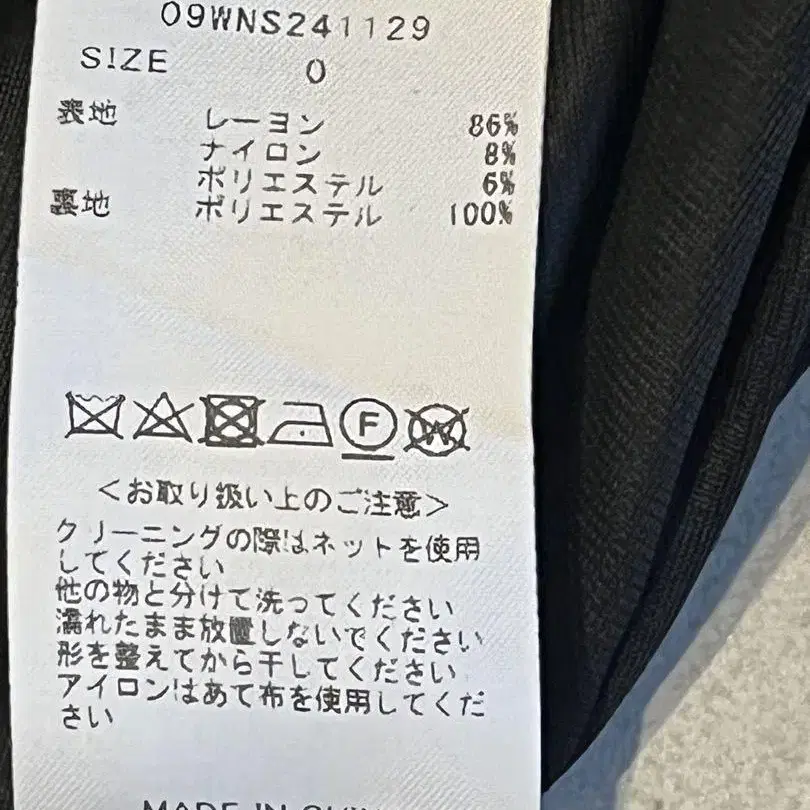 09WNS241129
SIZE 0
表地 レーヨン 86%
ナイロン 8%
ポリエステル 6%
裏地 ポリエステル 100%
F
W
＜お取り扱い上のご注意＞
クリーニングの際はネットを使用
してください
他の物と分けて洗ってください
濡れたまま放置しないでください
形を整えてから干してください
アイロンはあて布を使用してくだ
さい
MADE IN